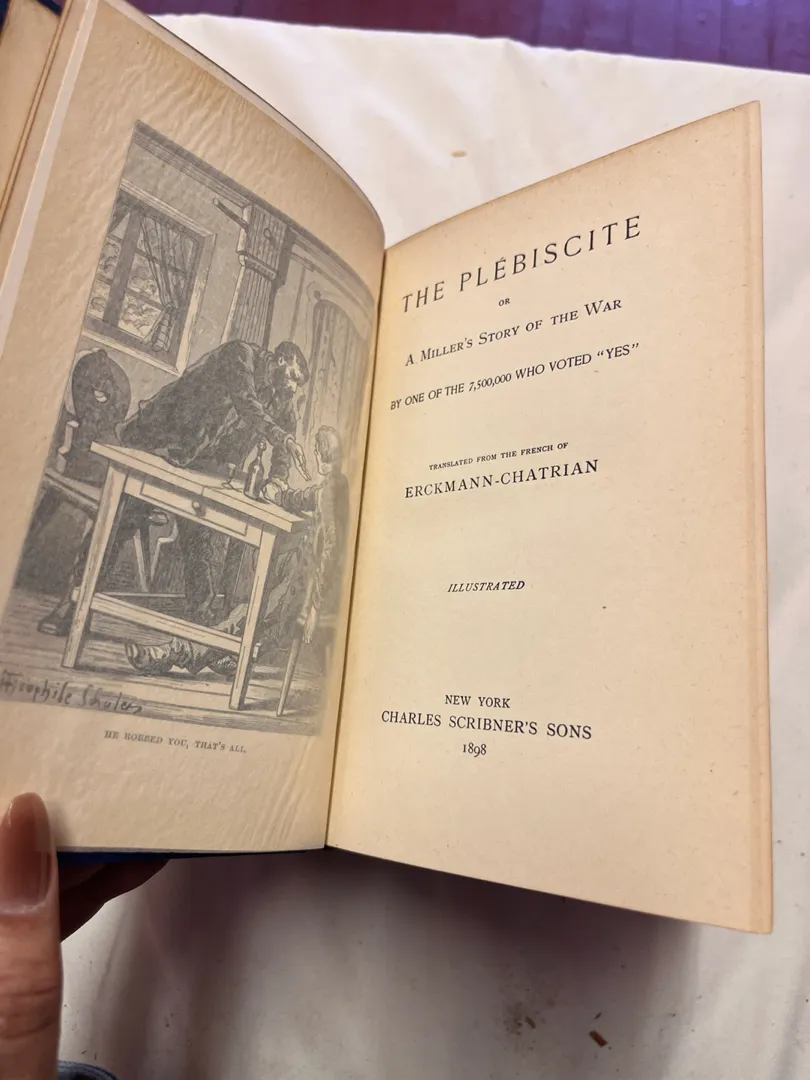 Théophile Schuler
HE ROBBED YOU, THAT'S ALL.
THE PLÉBISCITE
OR
A MILLER'S STORY OF THE WAR
BY ONE OF THE 7,500,000 WHO VOTED "YES"
TRANSLATED FROM THE FRENCH OF
ERCKMANN-CHATRIAN
ILLUSTRATED
NEW YORK
CHARLES SCRIBNER'S SONS
1898